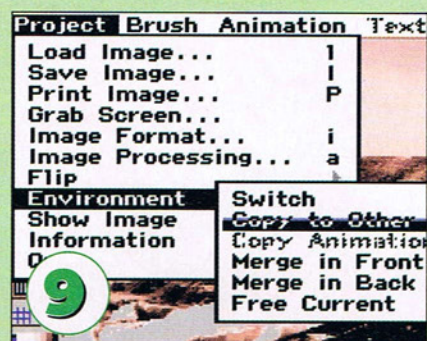 Project Brush Animation Text
Load Image... l
Save Image... I
Print Image... P
Grab Screen...
Image Format... i
Image Processing... a
Flip
Environment
Show Image
Information
Switch
Copy to Other
Copy Animation
Merge in Front
Merge in Back
Free Current
9